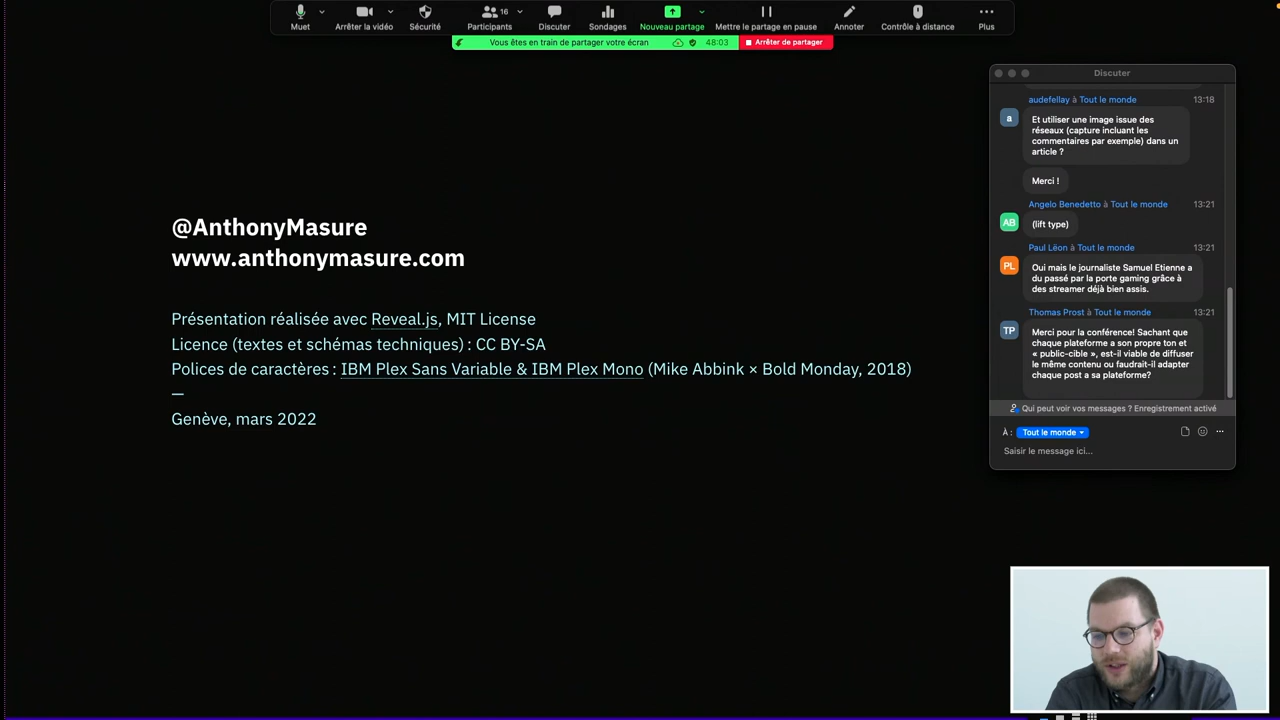 Muet
Arrêter la vidéo
Sécurité
Participants
16
Discuter
Sondages
Nouveau partage
Mettre le partage en pause
Annoter
Contrôle à distance
Plus
Vous êtes en train de partager votre écran
48:03
Arrêter de partager
@AnthonyMasure
www.anthonymasure.com
Présentation réalisée avec Reveal.js, MIT License
Licence (textes et schémas techniques) : CC BY-SA
Polices de caractères : IBM Plex Sans Variable & IBM Plex Mono (Mike Abbink × Bold Monday, 2018)
—
Genève, mars 2022
Discuter
audefellay à Tout le monde 13:18
a
Et utiliser une image issue des
réseaux (capture incluant les
commentaires par exemple) dans un
article ?
Merci !
Angelo Benedetto à Tout le monde 13:21
AB
(lift type)
Paul Léon à Tout le monde 13:21
PL
Oui mais le journaliste Samuel Etienne a
du passé par la porte gaming grâce à
des streamer déjà bien assis.
Thomas Prost à Tout le monde 13:21
TP
Merci pour la conférence! Sachant que
chaque plateforme a son propre ton et
« public-cible », est-il viable de diffuser
le même contenu ou faudrait-il adapter
chaque post a sa plateforme?
Qui peut voir vos messages ? Enregistrement activé
À : Tout le monde
Saisir le message ici...